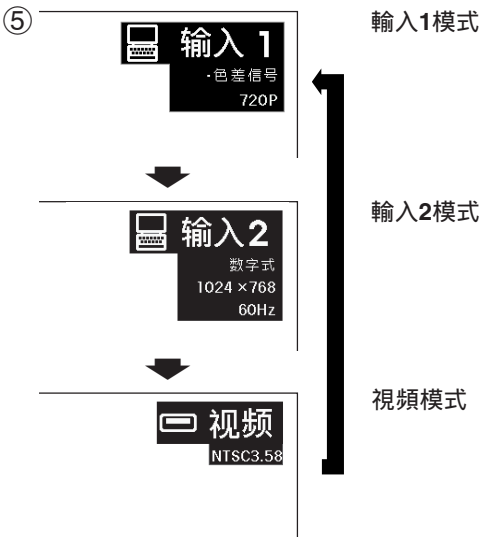 ⑤
输入 1
·色差信号
720P
輸入1模式
输入2
数字式
1024 ×768
60Hz
輸入2模式
视频
NTSC3.58
視頻模式